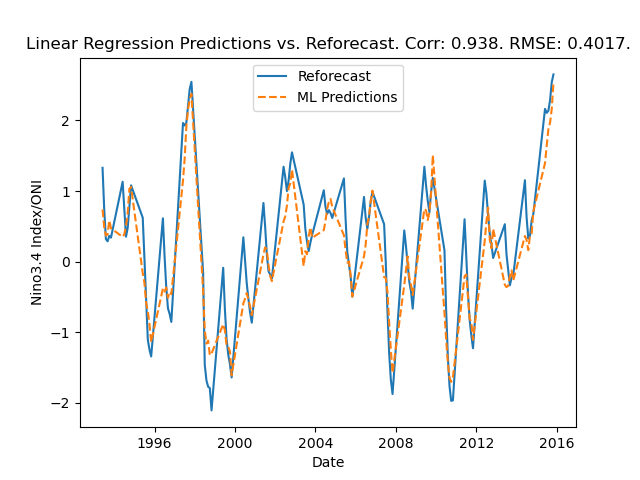 Linear Regression Predictions vs. Reforecast. Corr: 0.938. RMSE: 0.4017.
Reforecast
ML Predictions
2
1
0
−1
−2
Nino3.4 Index/ONI
1996 2000 2004 2008 2012 2016
Date